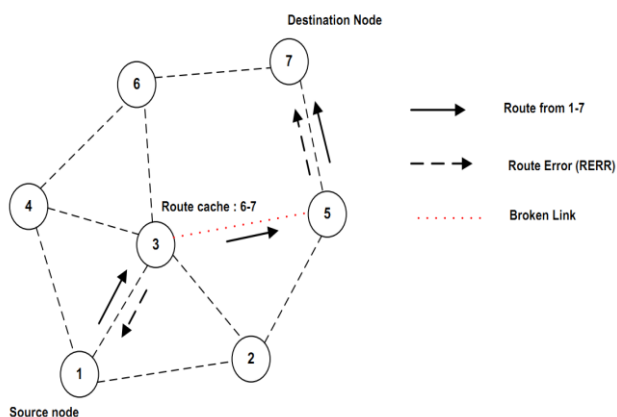 Destination Node
7
6
Route from 1-7
Route Error (RERR)
4
Route cache : 6-7
5
Broken Link
3
2
1
Source node